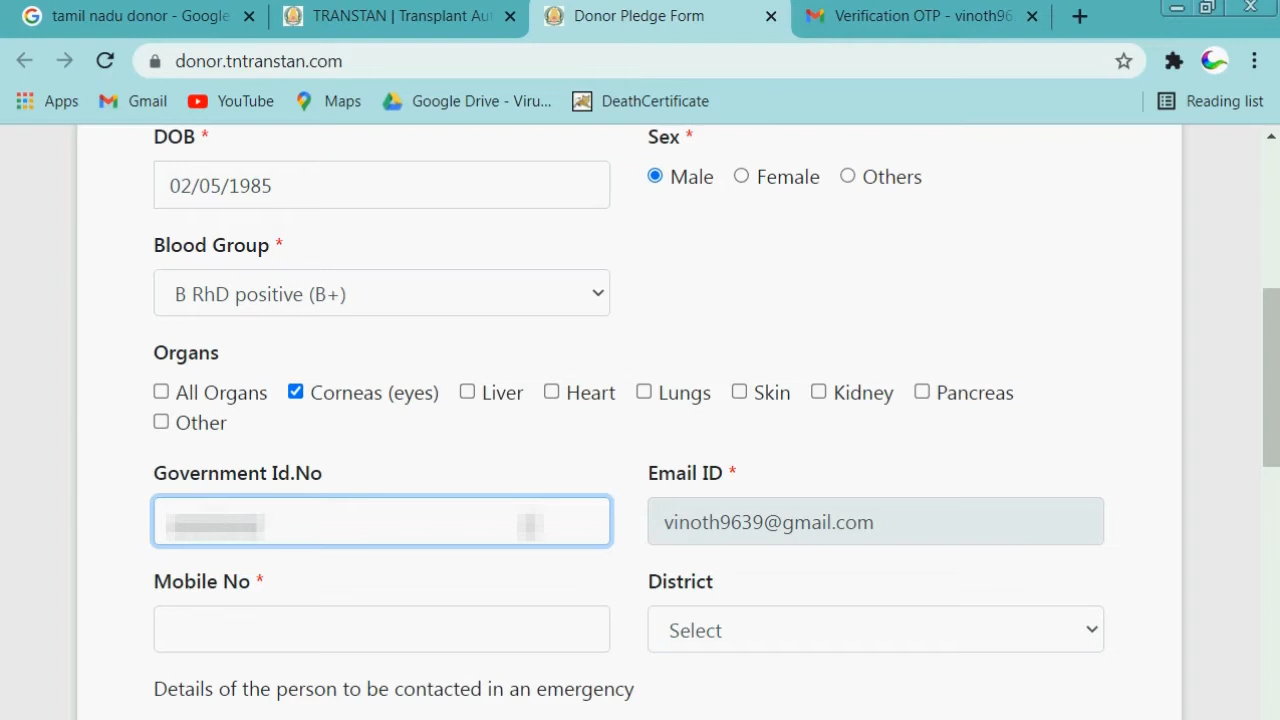 tamil nadu donor - Google
TRANSTAN | Transplant Aut
Donor Pledge Form
Verification OTP - vinoth96
donor.tntranstan.com
Apps
Gmail
YouTube
Maps
Google Drive - Viru...
DeathCertificate
Reading list
DOB *
Sex *
02/05/1985
Male
Female
Others
Blood Group *
B RhD positive (B+)
Organs
All Organs
Corneas (eyes)
Liver
Heart
Lungs
Skin
Kidney
Pancreas
Other
Government Id.No
Email ID *
vinoth9639@gmail.com
Mobile No *
District
Select
Details of the person to be contacted in an emergency